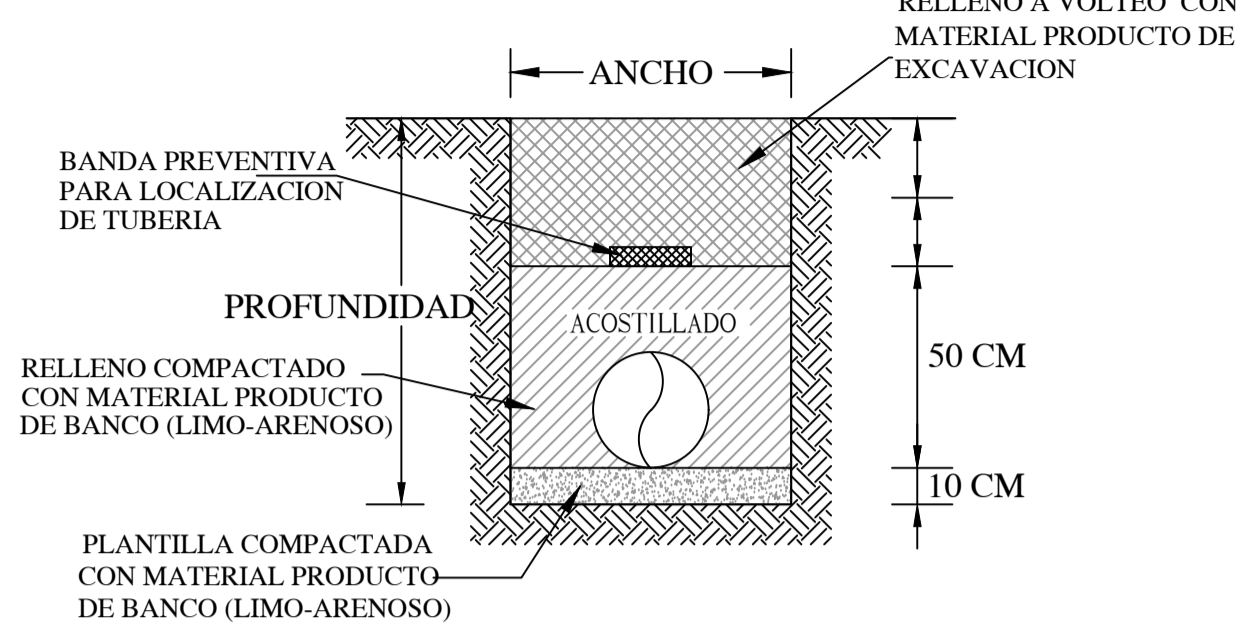 RELLENO A VOLTEO CON
MATERIAL PRODUCTO DE
EXCAVACION
ANCHO
BANDA PREVENTIVA
PARA LOCALIZACION
DE TUBERIA
PROFUNDIDAD
ACOSTILLADO
50 CM
RELLENO COMPACTADO
CON MATERIAL PRODUCTO
DE BANCO (LIMO-ARENOSO)
10 CM
PLANTILLA COMPACTADA
CON MATERIAL PRODUCTO
DE BANCO (LIMO-ARENOSO)